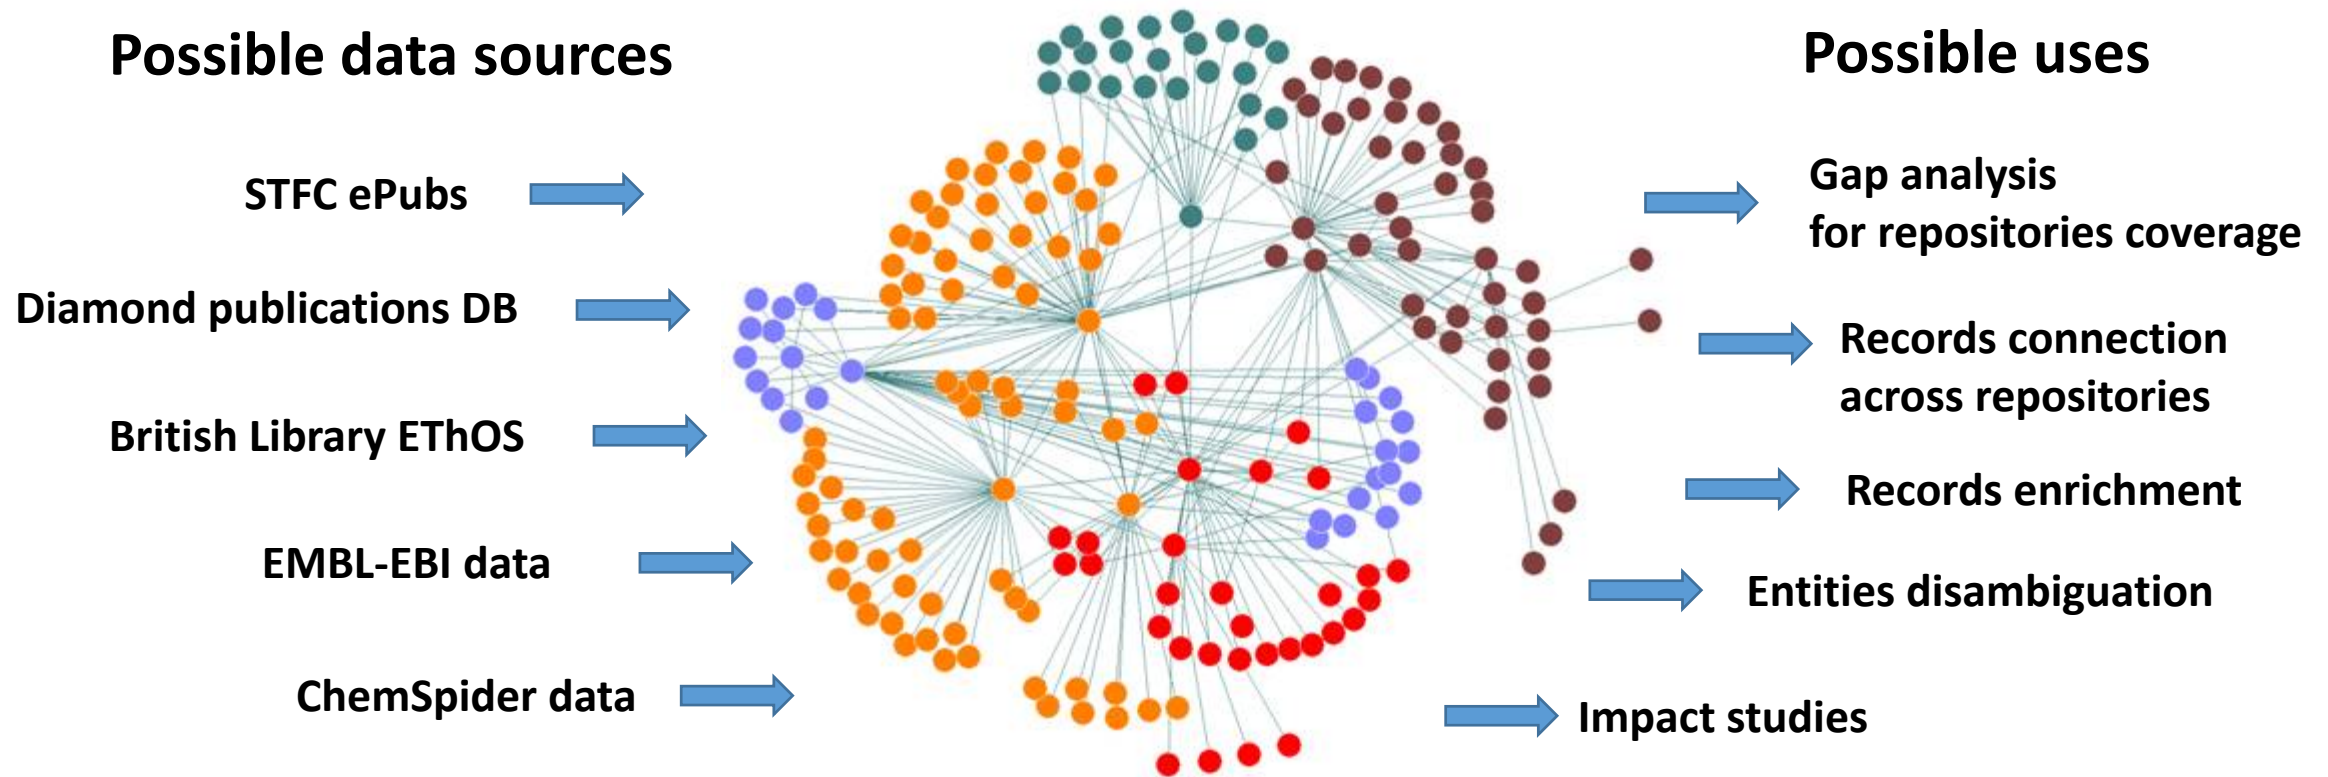 Possible data sources
STFC ePubs
Diamond publications DB
British Library EThOS
EMBL-EBI data
ChemSpider data
Possible uses
Gap analysis
for repositories coverage
Records connection
across repositories
Records enrichment
Entities disambiguation
Impact studies